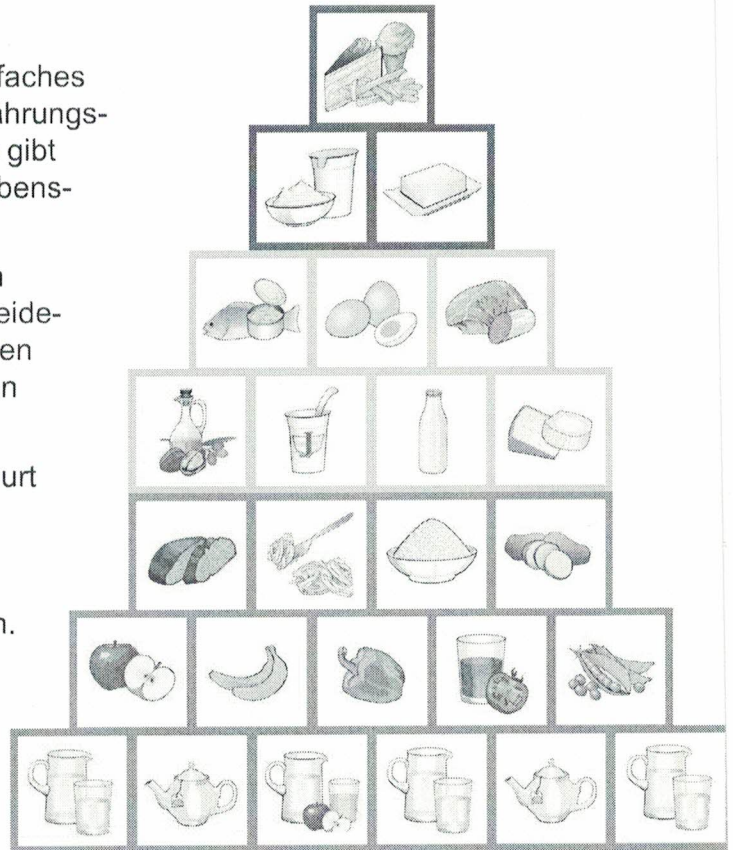 faches
ahrungs-
gibt
bens-
n
eide-
en
n
urt
n.